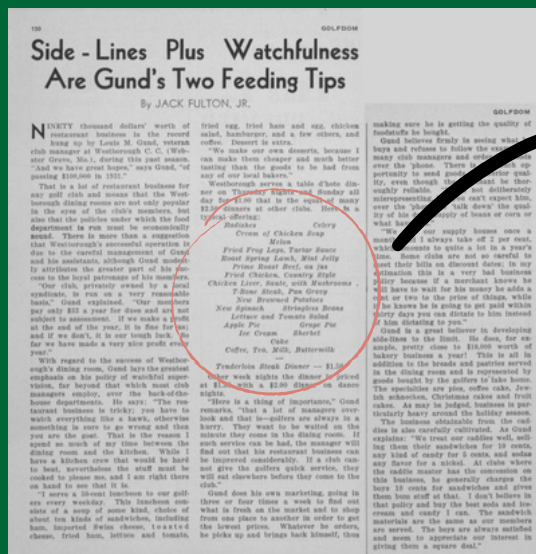 130
GOLFDOM
Side-Lines Plus Watchfulness
Are Gund's Two Feeding Tips
By JACK FULTON, JR.
NINETY thousand dollars' worth of
restaurant business is the record
hung up by Louis M. Gund, veteran
club manager at Westborough C. C. (Web-
ster Grove, Mo.), during this past season.
"And we have great hopes," says Gund, "of
passing $100,000 in 1932."
That is a lot of restaurant business for
any golf club and means that the West-
borough dining rooms are not only popular
in the eyes of the club's members, but
also that the policies under which the food
department is run must be economically
sound. There is more than a suggestion
that Westborough's successful operation is
due to the careful management of Gund
and his assistants, although Gund modest-
ly attributes the greater part of his suc-
cess to the loyal patronage of his members.
"Our club, privately owned by a local
syndicate, is run on a very reasonable
basis," Gund explained. "Our members
pay only $52 a year for dues and are not
subject to assessment. If we make a profit
at the end of the year, it is fine for us;
and if we don't, it is our tough luck. So
far we have made a very nice profit every
year."
With regard to the success of Westbor-
ough's dining room, Gund lays the greatest
emphasis on his policy of watchful super-
vision, far beyond that which most club
managers employ, over the back-of-the-
house departments. He says: "The res-
taurant business is tricky; you have to
watch everything like a hawk, otherwise
something is sure to go wrong and then
you are the goat. That is the reason I
spend so much of my time between the
dining room and the kitchen. While I
have a kitchen crew that would be hard
to beat, nevertheless the stuff must be
cooked to please me, and I am right there
on hand to see that it is.
"I serve a 50-cent luncheon to our golf-
ers every weekday. This luncheon con-
sists of a soup of some kind, choice of
about ten kinds of sandwiches, including
ham, imported Swiss cheese, toasted
cheese, fried ham, lettuce and tomato,
fried egg, fried ham and egg, chicken
salad, hamburger, and a few others, and
coffee. Dessert is extra.
"We make our own desserts, because I
can make them cheaper and much better
tasting than the goods to be had from
any of our local bakers."
Westborough serves a table d'hote din-
ner on Thursday nights and Sunday all
day for $1.00 that is the equal of many
$2.50 dinners at other clubs. Here is a
typical offering:
Radishes Celery
Cream of Chicken Soup
Melon
Fried Frog Legs, Tartar Sauce
Roast Spring Lamb, Mint Jelly
Prime Roast Beef, au jus
Fried Chicken, Country Style
Chicken Liver, Saute, with Mushrooms
T-Bone Steak, Pan Gravy
New Browned Potatoes
New Spinach Stringless Beans
Lettuce and Tomato Salad
Apple Pie Grape Pie
Ice Cream Sherbet
Cake
Coffee, Tea, Milk, Buttermilk
—
Tenderloin Steak Dinner — $1.50
Other week nights the dinner is priced
at $1.25 with a $2.00 dinner on dance
nights.
"Here is a thing of importance," Gund
remarks, "that a lot of managers over-
look and that is—golfers are always in a
hurry. They want to be waited on the
minute they come in the dining room. If
such service can be had, the manager will
find out that his restaurant business can
be improved considerably. If a club can-
not give the golfers quick service, they
will eat elsewhere before they come to the
club."
Gund does his own marketing, going in
three or four times a week to find out
what is fresh on the market and to shop
from one place to another in order to get
the lowest prices. Whatever he orders,
he picks up and brings back himself, thus
GOLFDOM
making sure he is getting the quality of
foodstuffs he bought.
Gund believes firmly in seeing what
buys and refuses to follow the example
many club managers and order
over the 'phone. There is op-
portunity to send goods of interior qual-
ity, even though the merchant be thor-
oughly reliable. not deliberately
misrepresenting, you can't expect him,
over the 'phone, to 'talk down' the qual-
ity of his supply of beans or corn or
what have
our supply houses once a
month I always take off 2 per cent,
which amounts to quite a lot in a year's
time. Some clubs are not so careful to
meet their bills on discount dates; in my
estimation this is a very bad business
policy because if a merchant knows he
will have to wait for his money he adds a
cent or two to the price of things, while
he knows he is going to get paid within
thirty days you can dictate to him instead
of him dictating to you."
Gund is a great believer in developing
side-lines to the limit. He does, for ex-
ample, pretty close to $18,000 worth of
bakery business a year! This is all in
addition to the breads and pastries served
in the dining room and is represented by
goods bought by the golfers to take home.
The specialties are pies, coffee cake, Jew-
ish schnecken, Christmas cakes and fruit
cakes. As may be judged, business is par-
ticularly heavy around the holiday season.
The business obtainable from the cad-
dies is also carefully cultivated. As Gund
explains: "We treat our caddies well, sell-
ing them their sandwiches for 10 cents,
any kind of candy for 5 cents, and sodas
any flavor for a nickel. At clubs where
the caddie master has the concession on
this business, he generally charges the
boys 10 cents for sandwiches and gives
them bum stuff at that. I don't believe in
that policy and buy the best soda and ice-
creams and candy I can. The sandwich
materials are the same as our members
are served. The boys are always satisfied
and seem to appreciate our interest in
giving them a square deal."